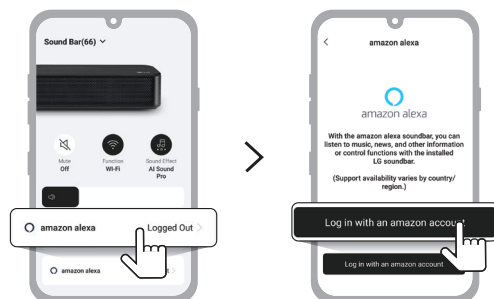 Sound Bar(66)
Mute
Off
Function
Wi-Fi
Sound Effect
AI Sound
Pro
amazon alexa Logged Out
amazon alexa
amazon alexa
amazon alexa
With the amazon alexa soundbar, you can
listen to music, news, and other information
or control functions with the installed
LG soundbar.
(Support availability varies by country/
region.)
Log in with an amazon account
Log in with an amazon account